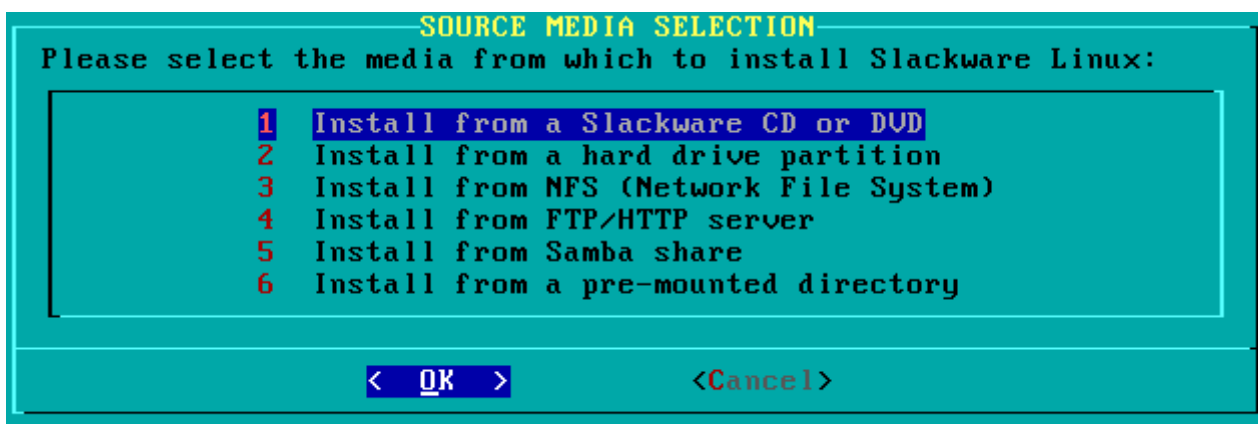 SOURCE MEDIA SELECTION
Please select the media from which to install Slackware Linux:
1 Install from a Slackware CD or DVD
2 Install from a hard drive partition
3 Install from NFS (Network File System)
4 Install from FTP/HTTP server
5 Install from Samba share
6 Install from a pre-mounted directory
< OK > <Cancel>